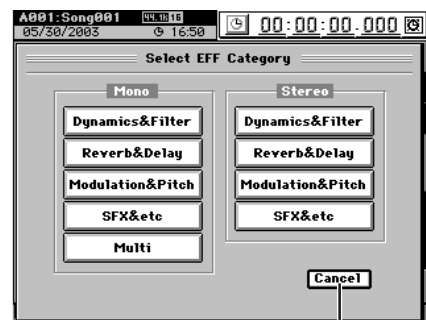 A001:Song001 44.1k16
05/30/2003 16:50 00:00:00.000
Select EFF Category
Mono Stereo
Dynamics&Filter Dynamics&Filter
Reverb&Delay Reverb&Delay
Modulation&Pitch Modulation&Pitch
SFX&etc SFX&etc
Multi
Cancel